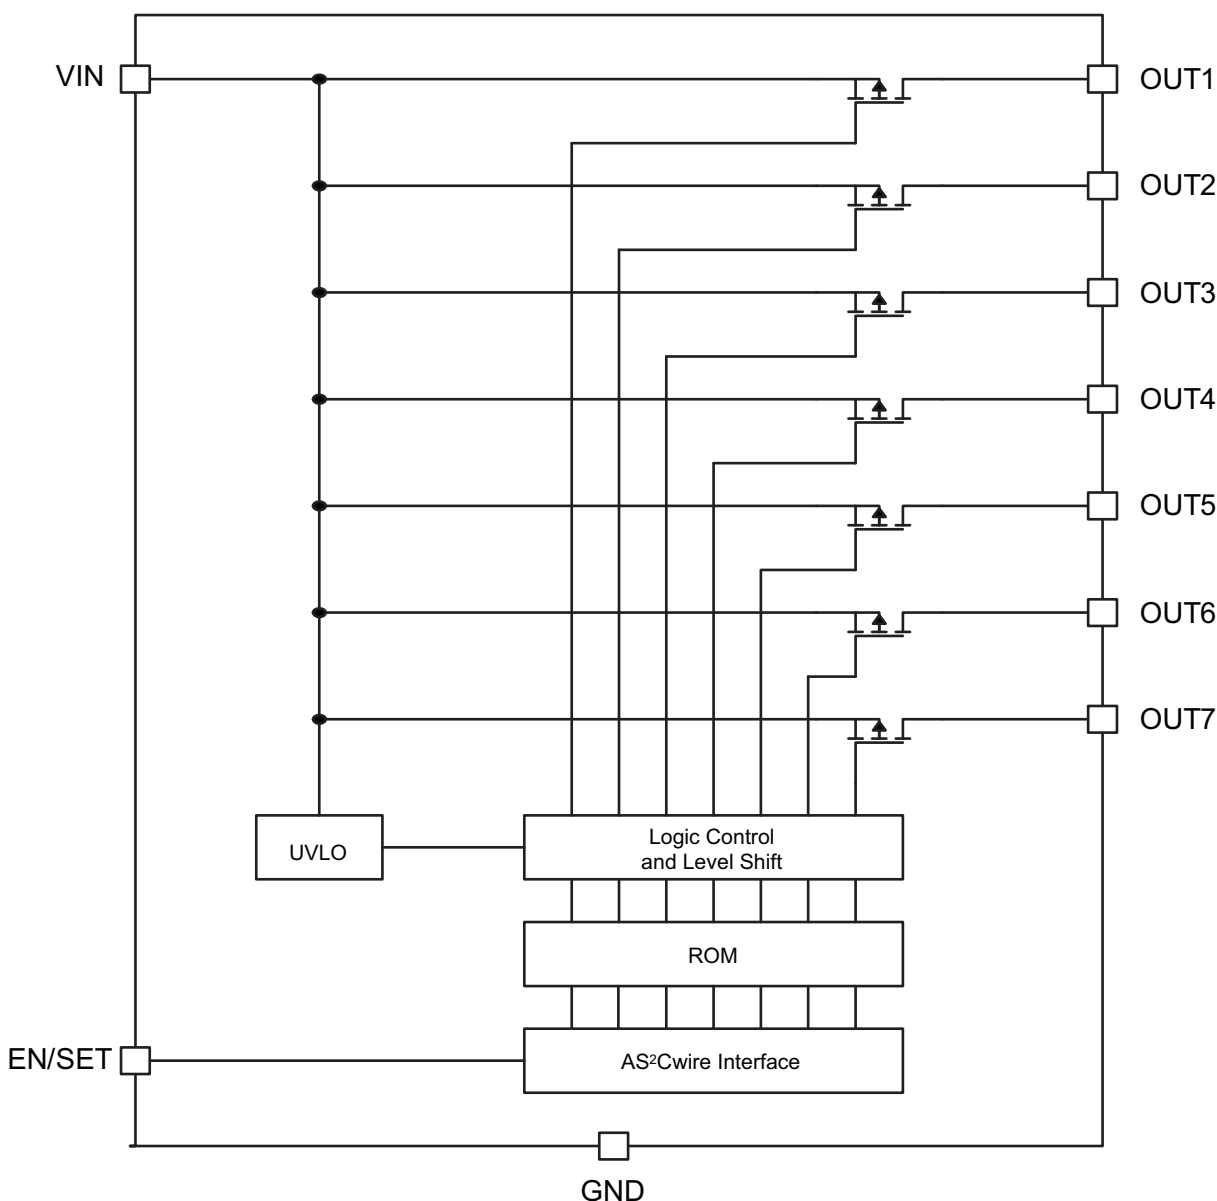 VIN
OUT1
OUT2
OUT3
OUT4
OUT5
OUT6
OUT7
UVLO
Logic Control
and Level Shift
ROM
EN/SET
AS²Cwire Interface
GND